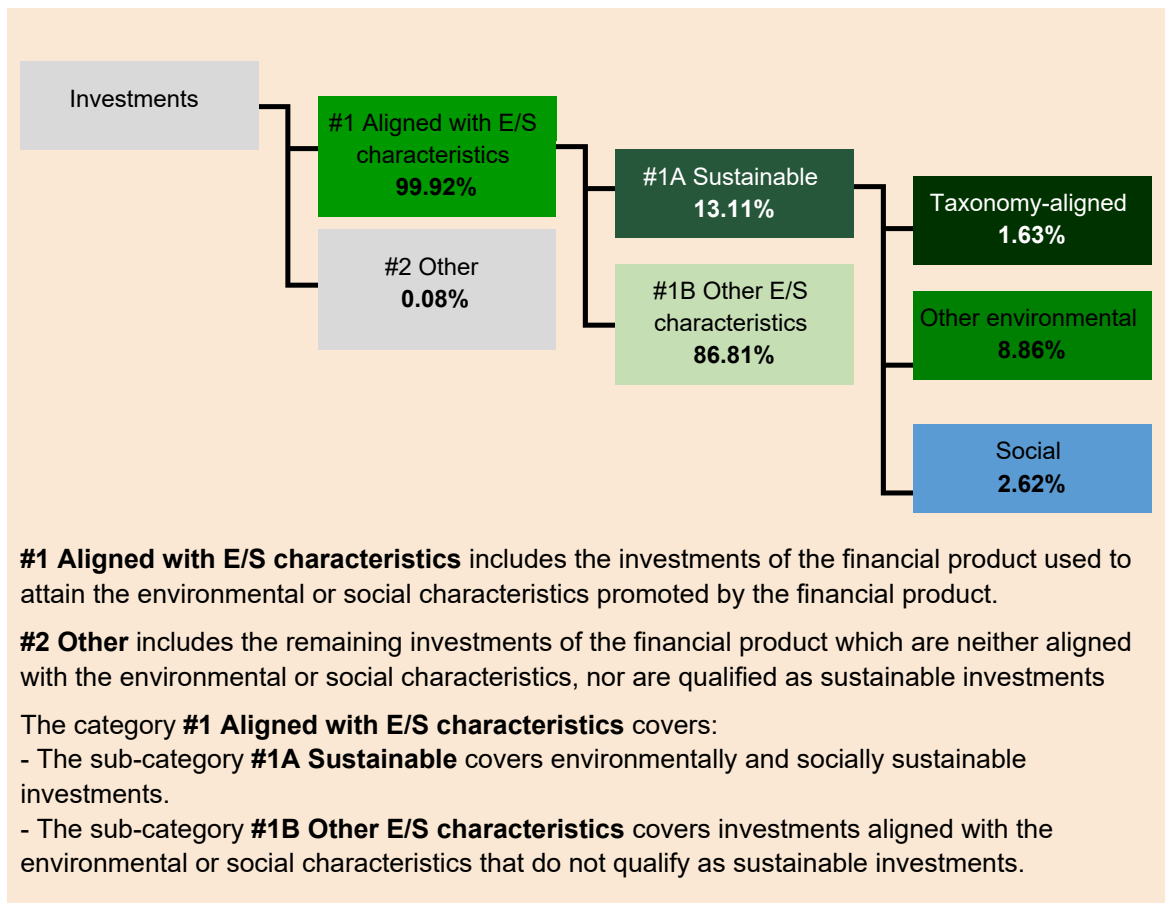 Investments
#1 Aligned with E/S
characteristics
99.92%
#2 Other
0.08%
#1A Sustainable
13.11%
#1B Other E/S
characteristics
86.81%
Taxonomy-aligned
1.63%
Other environmental
8.86%
Social
2.62%
#1 Aligned with E/S characteristics includes the investments of the financial product used to
attain the environmental or social characteristics promoted by the financial product.
#2 Other includes the remaining investments of the financial product which are neither aligned
with the environmental or social characteristics, nor are qualified as sustainable investments
The category #1 Aligned with E/S characteristics covers:
- The sub-category #1A Sustainable covers environmentally and socially sustainable
investments.
- The sub-category #1B Other E/S characteristics covers investments aligned with the
environmental or social characteristics that do not qualify as sustainable investments.